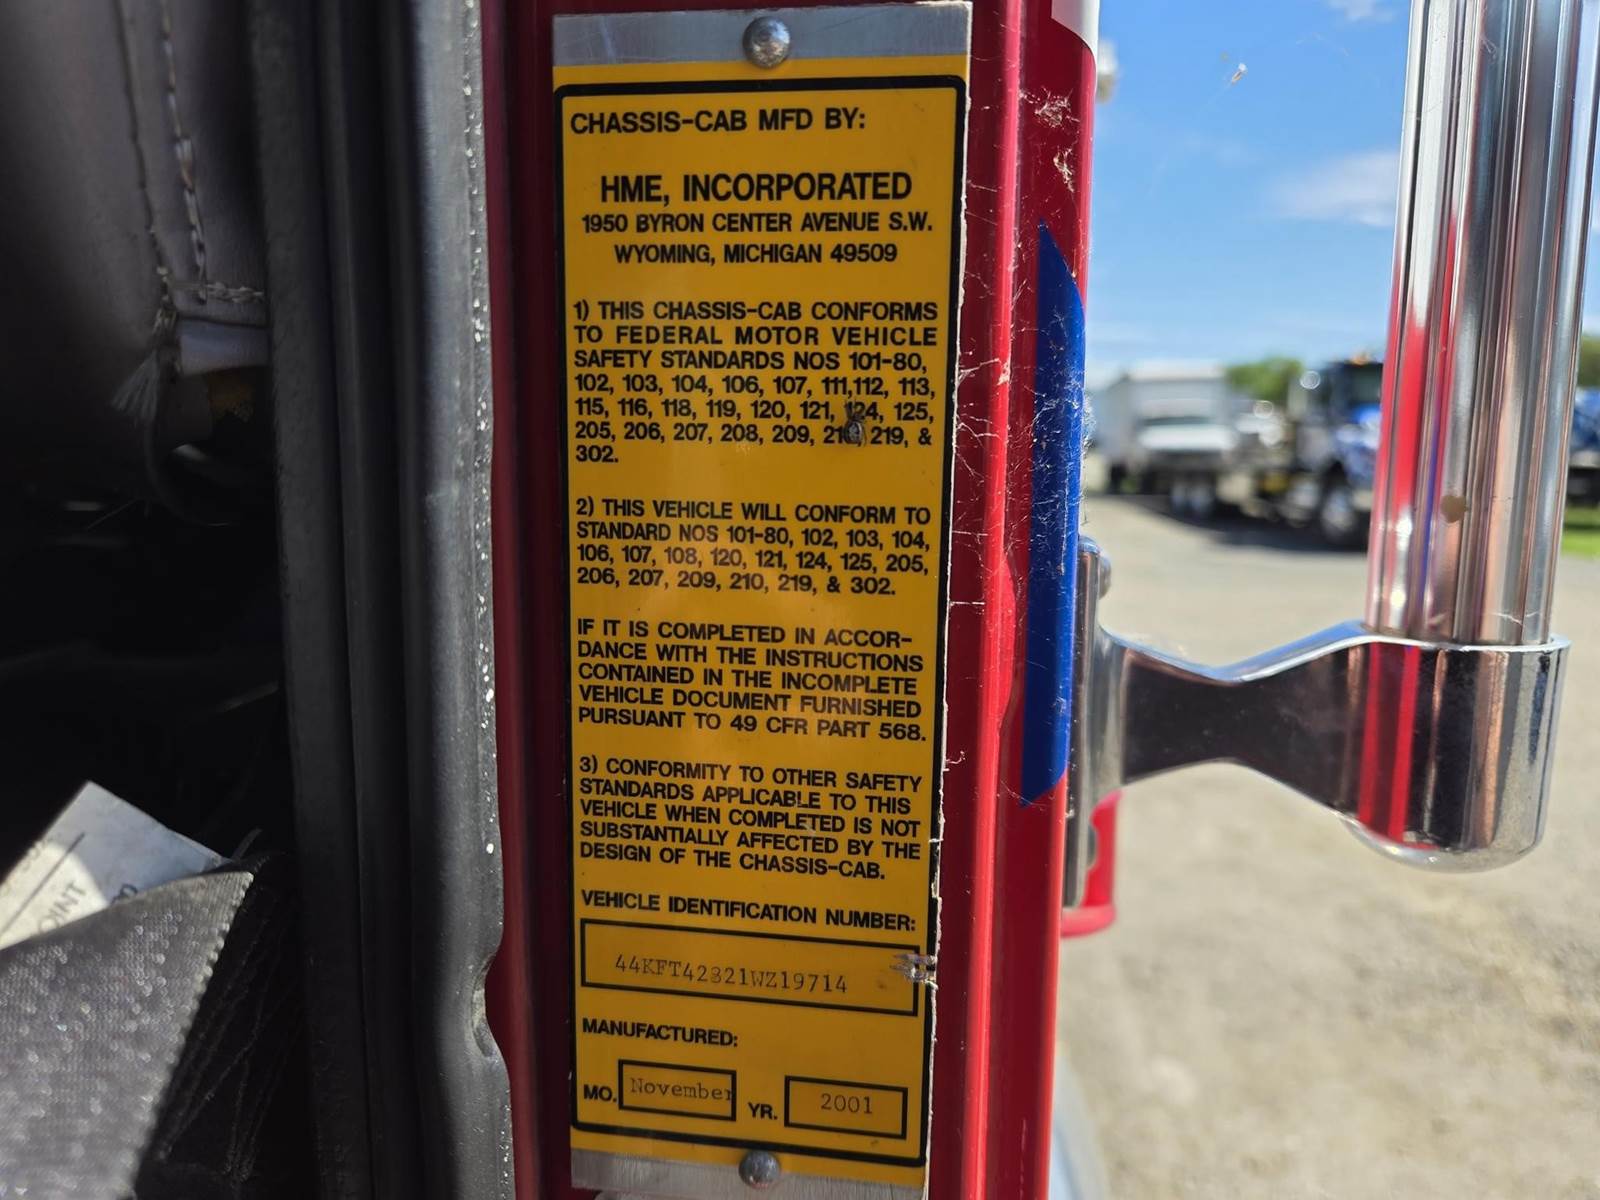 CHASSIS-CAB MFD BY:
HME, INCORPORATED
1950 BYRON CENTER AVENUE S.W.
WYOMING, MICHIGAN 49509
1) THIS CHASSIS-CAB CONFORMS
TO FEDERAL MOTOR VEHICLE
SAFETY STANDARDS NOS 101-80,
102, 103, 104, 106, 107, 111,112, 113,
115, 116, 118, 119, 120, 121, 124, 125,
205, 206, 207, 208, 209, 219, &
302.
2) THIS VEHICLE WILL CONFORM TO
STANDARD NOS 101-80, 102, 103, 104,
106, 107, 108, 120, 121, 124, 125, 205,
206, 207, 209, 210, 219, & 302.
IF IT IS COMPLETED IN ACCOR-
DANCE WITH THE INSTRUCTIONS
CONTAINED IN THE INCOMPLETE
VEHICLE DOCUMENT FURNISHED
PURSUANT TO 49 CFR PART 568.
3) CONFORMITY TO OTHER SAFETY
STANDARDS APPLICABLE TO THIS
VEHICLE WHEN COMPLETED IS NOT
SUBSTANTIALLY AFFECTED BY THE
DESIGN OF THE CHASSIS-CAB.
VEHICLE IDENTIFICATION NUMBER:
44KFT42821WZ19714
MANUFACTURED:
MO. November YR. 2001